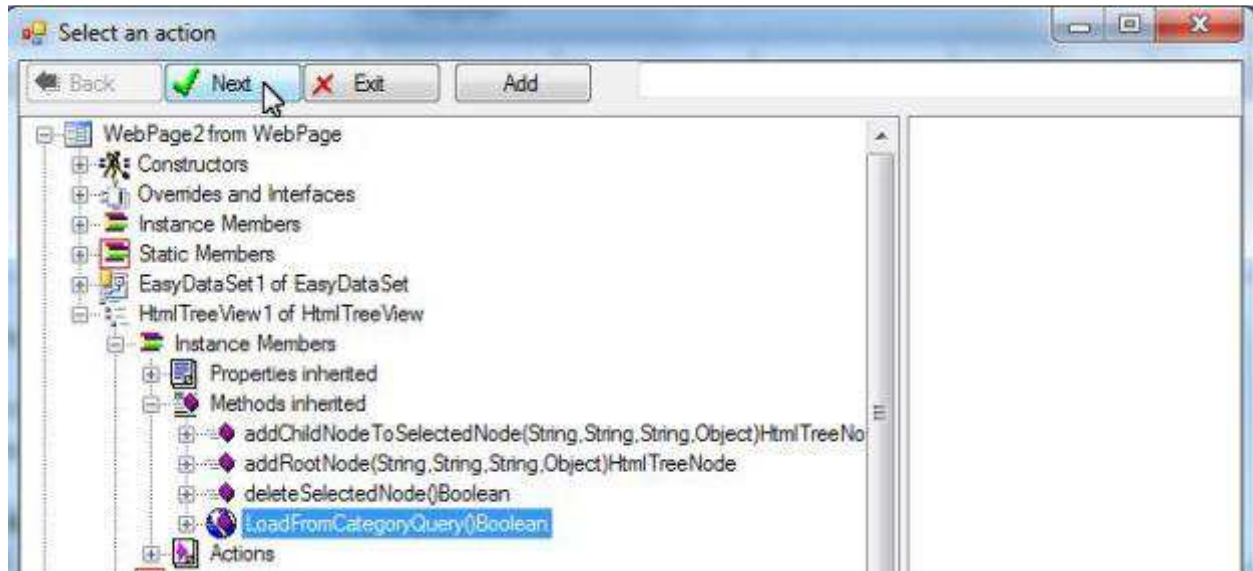 Select an action
Back Next Exit Add
WebPage2 from WebPage
Constructors
Overrides and Interfaces
Instance Members
Static Members
EasyDataSet1 of EasyDataSet
HtmlTreeView1 of HtmlTreeView
Instance Members
Properties inherited
Methods inherited
addChildNodeToSelectedNode(String,String,String,Object)HtmlTreeNo
addRootNode(String,String,String,Object)HtmlTreeNode
deleteSelectedNode()Boolean
LoadFromCategoryQuery()Boolean
Actions